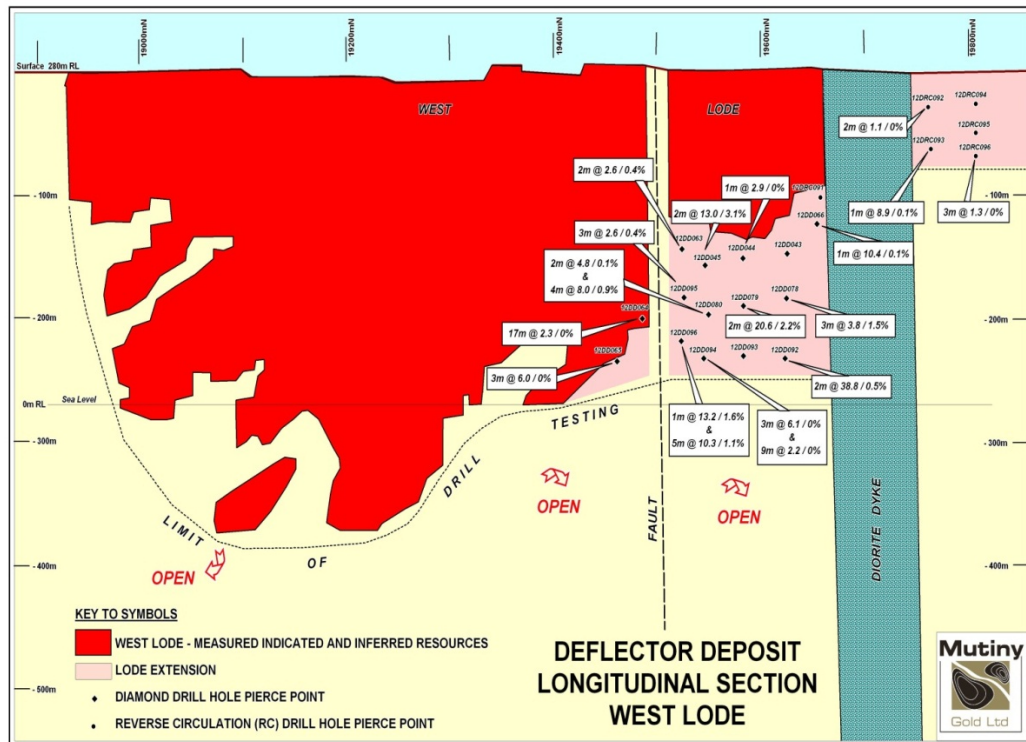 19000mN
19200mN
19400mN
19600mN
19800mN
Surface 280m RL
WEST
LODE
12DRC092
12DRC094
2m @ 1.1 / 0%
12DRC095
12DRC093
12DRC096
2m @ 2.6 / 0.4%
1m @ 2.9 / 0%
12DRC091
- 100m
- 100m
2m @ 13.0 / 3.1%
1m @ 8.9 / 0.1%
3m @ 1.3 / 0%
12DD066
3m @ 2.6 / 0.4%
12DD063
12DD045
12DD044
12DD043
1m @ 10.4 / 0.1%
2m @ 4.8 / 0.1%
&
4m @ 8.0 / 0.9%
12DD095
12DD080
12DD079
12DD078
- 200m
- 200m
12DD064
17m @ 2.3 / 0%
2m @ 20.6 / 2.2%
3m @ 3.8 / 1.5%
12DD096
12DD065
12DD094
12DD093
12DD092
3m @ 6.0 / 0%
2m @ 38.8 / 0.5%
0m RL
Sea Level
1m @ 13.2 / 1.6%
&
5m @ 10.3 / 1.1%
3m @ 6.1 / 0%
&
9m @ 2.2 / 0%
- 300m
- 300m
LIMIT OF DRILL TESTING
OPEN
OPEN
OPEN
FAULT
DIORITE DYKE
- 400m
- 400m
KEY TO SYMBOLS
WEST LODE - MEASURED INDICATED AND INFERRED RESOURCES
LODE EXTENSION
DIAMOND DRILL HOLE PIERCE POINT
REVERSE CIRCULATION (RC) DRILL HOLE PIERCE POINT
- 500m
DEFLECTOR DEPOSIT
LONGITUDINAL SECTION
WEST LODE
Mutiny
Gold Ltd